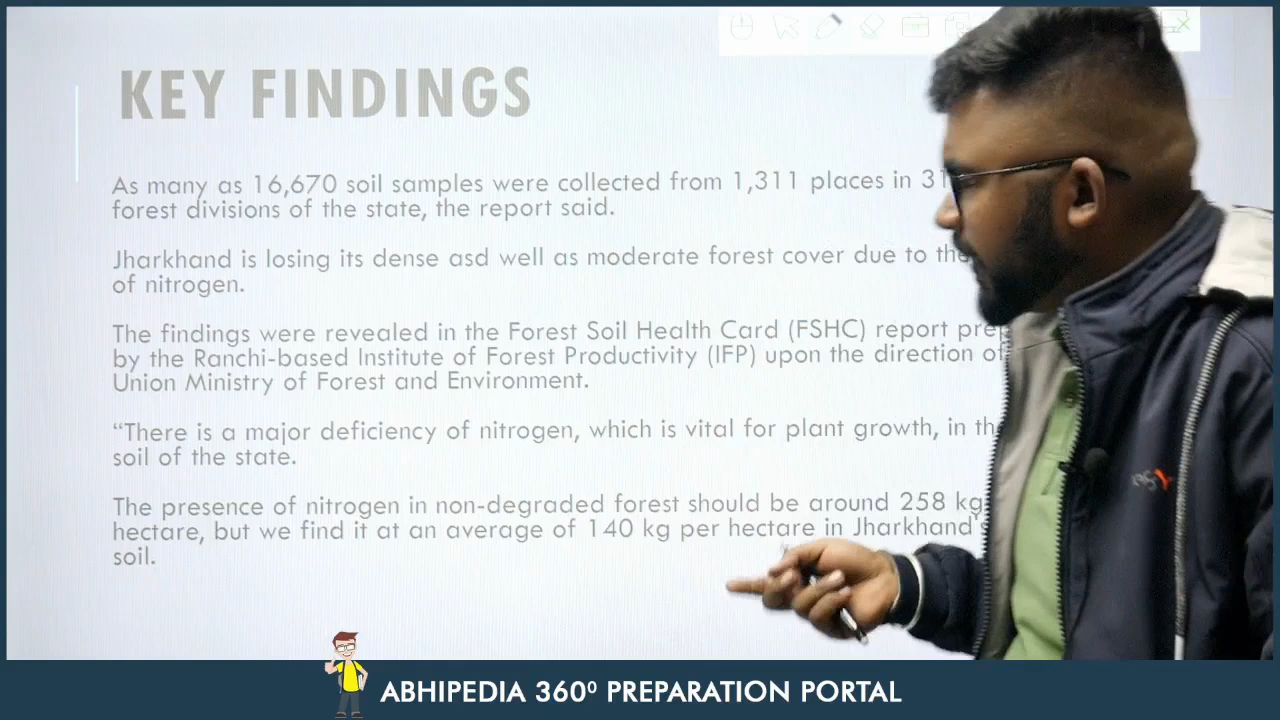 KEY FINDINGS
As many as 16,670 soil samples were collected from 1,311 places in 31
forest divisions of the state, the report said.
Jharkhand is losing its dense asd well as moderate forest cover due to the
of nitrogen.
The findings were revealed in the Forest Soil Health Card (FSHC) report
by the Ranchi-based Institute of Forest Productivity (IFP) upon the direction of
Union Ministry of Forest and Environment.
“There is a major deficiency of nitrogen, which is vital for plant growth, in the
soil of the state.
The presence of nitrogen in non-degraded forest should be around 258 kg
hectare, but we find it at an average of 140 kg per hectare in Jharkhand's
soil.
ABHIPEDIA 360⁰ PREPARATION PORTAL